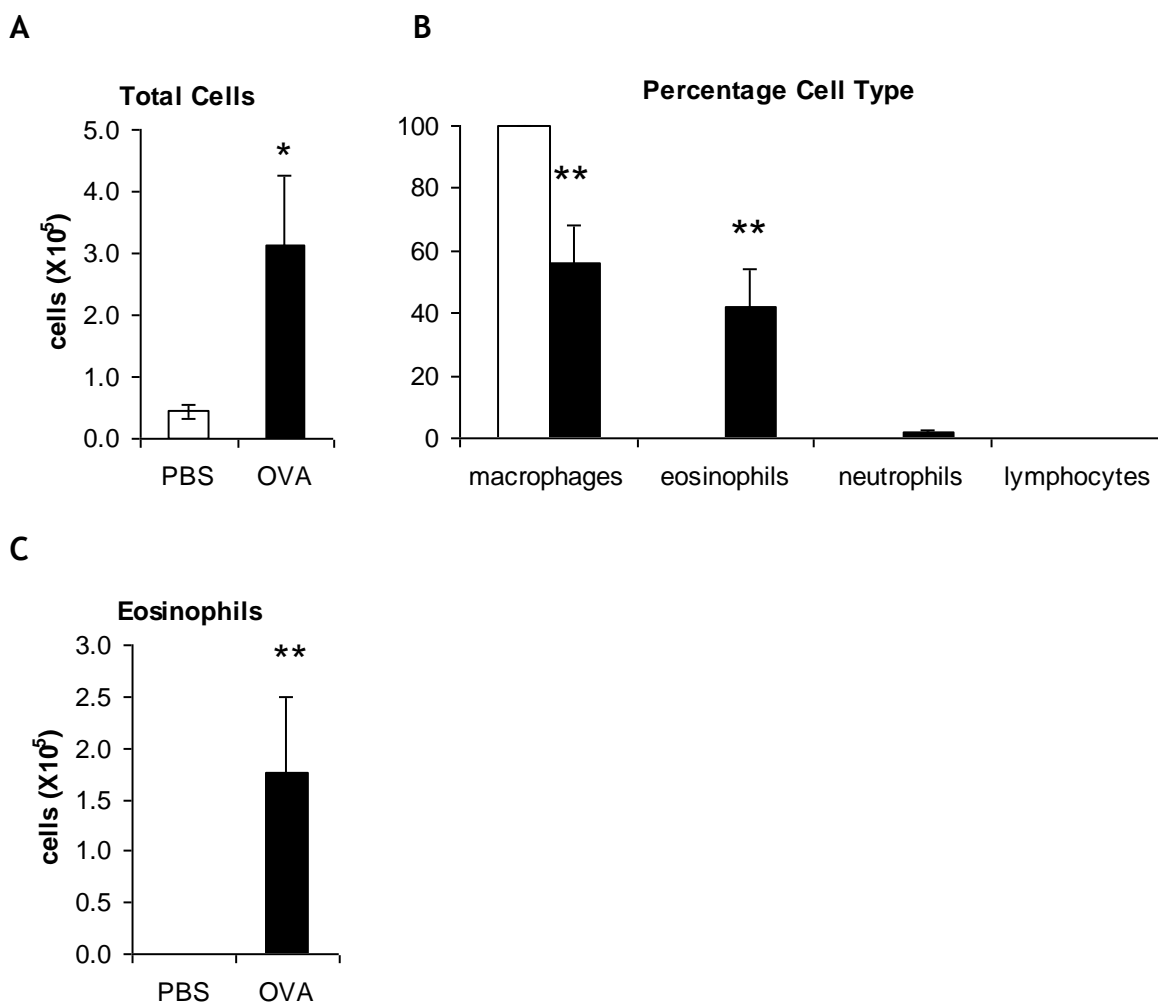 A
B
Total Cells
Percentage Cell Type
5.0
4.0
3.0
2.0
1.0
0.0
cells (X10⁵)
*
PBS
OVA
100
80
60
40
20
0
**
**
macrophages
eosinophils
neutrophils
lymphocytes
C
Eosinophils
3.0
2.5
2.0
1.5
1.0
0.5
0.0
cells (X10⁵)
**
PBS
OVA